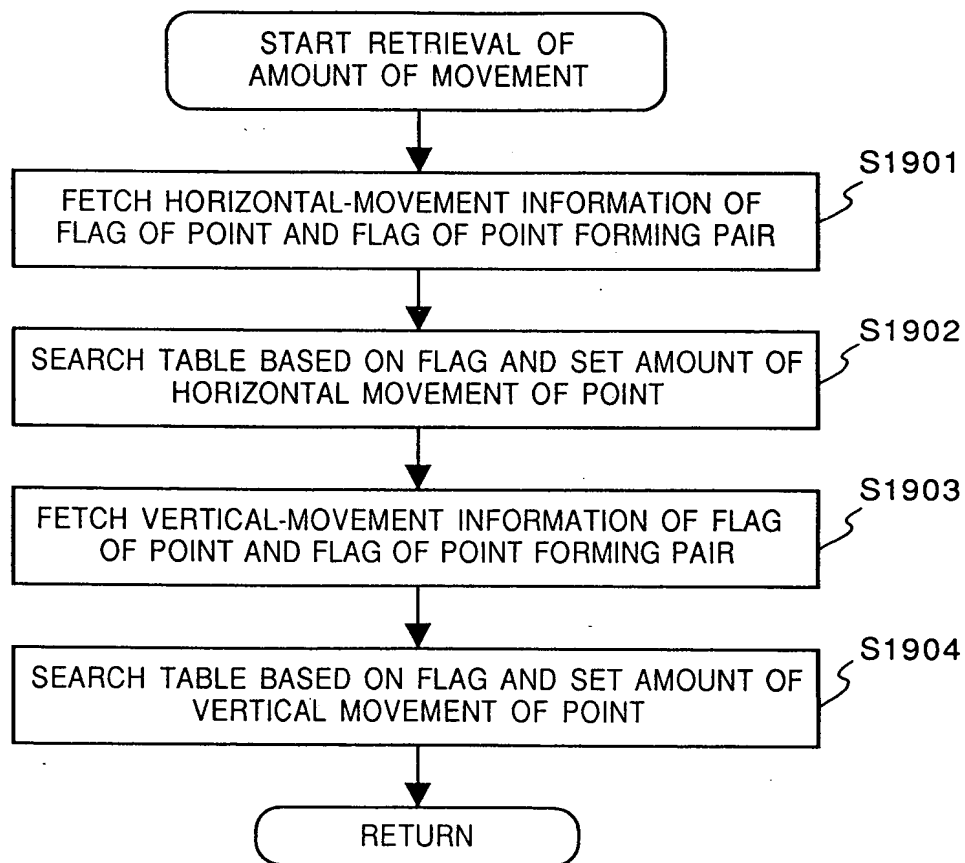 START RETRIEVAL OF
AMOUNT OF MOVEMENT
S1901
FETCH HORIZONTAL-MOVEMENT INFORMATION OF
FLAG OF POINT AND FLAG OF POINT FORMING PAIR
S1902
SEARCH TABLE BASED ON FLAG AND SET AMOUNT OF
HORIZONTAL MOVEMENT OF POINT
S1903
FETCH VERTICAL-MOVEMENT INFORMATION OF FLAG
OF POINT AND FLAG OF POINT FORMING PAIR
S1904
SEARCH TABLE BASED ON FLAG AND SET AMOUNT OF
VERTICAL MOVEMENT OF POINT
RETURN